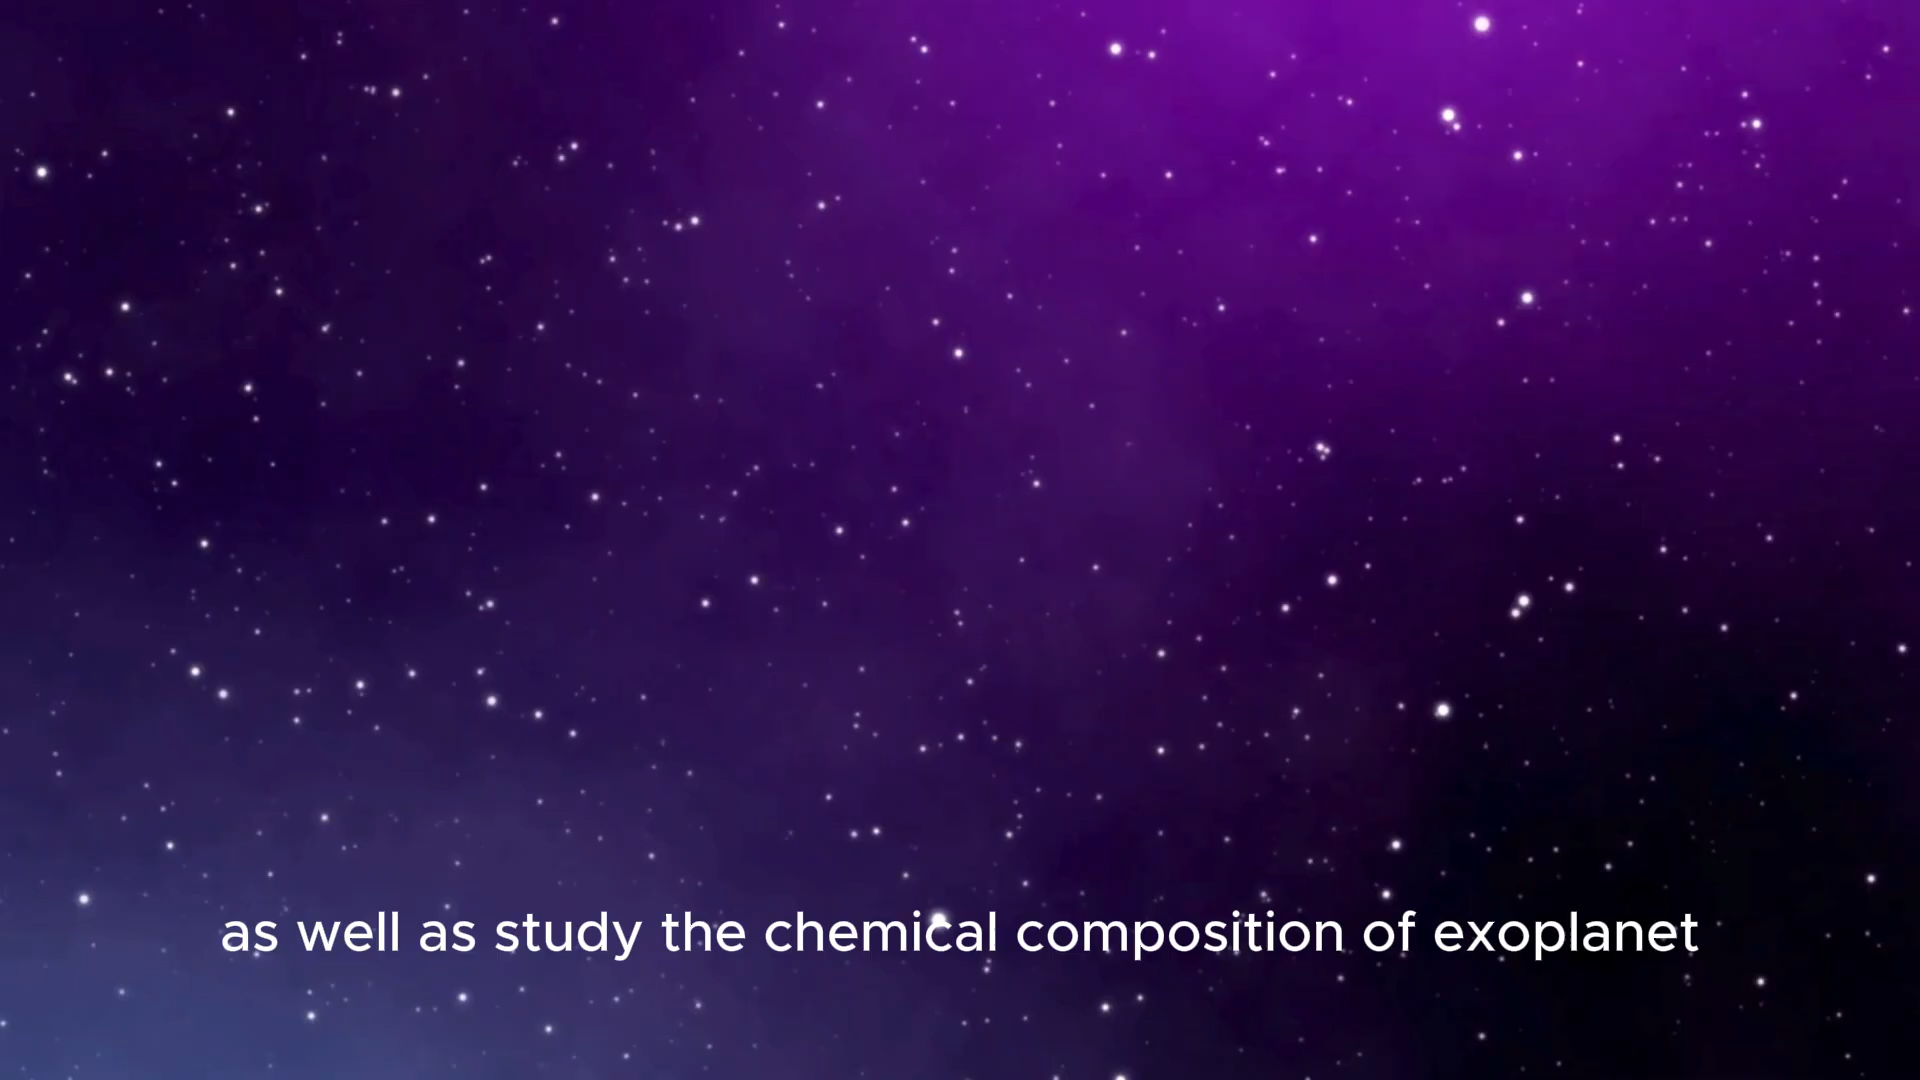 as well as study the chemical composition of exoplanet